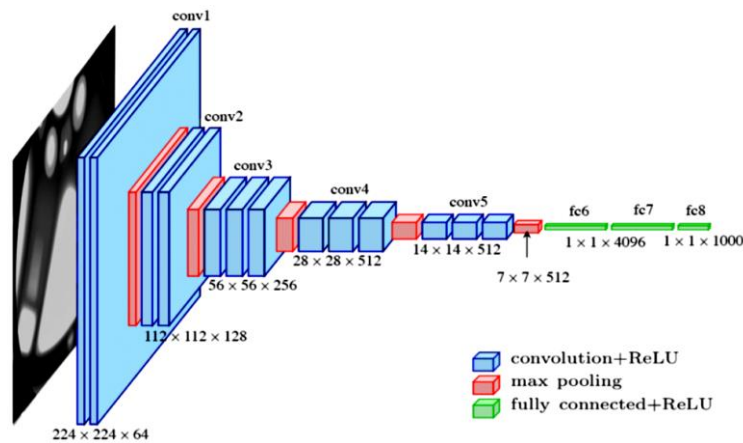 conv1
conv2
conv3
conv4
conv5
fc6
fc7
fc8
1 × 1 × 4096
1 × 1 × 1000
28 × 28 × 512
14 × 14 × 512
7 × 7 × 512
56 × 56 × 256
112 × 112 × 128
224 × 224 × 64
convolution+ReLU
max pooling
fully connected+ReLU